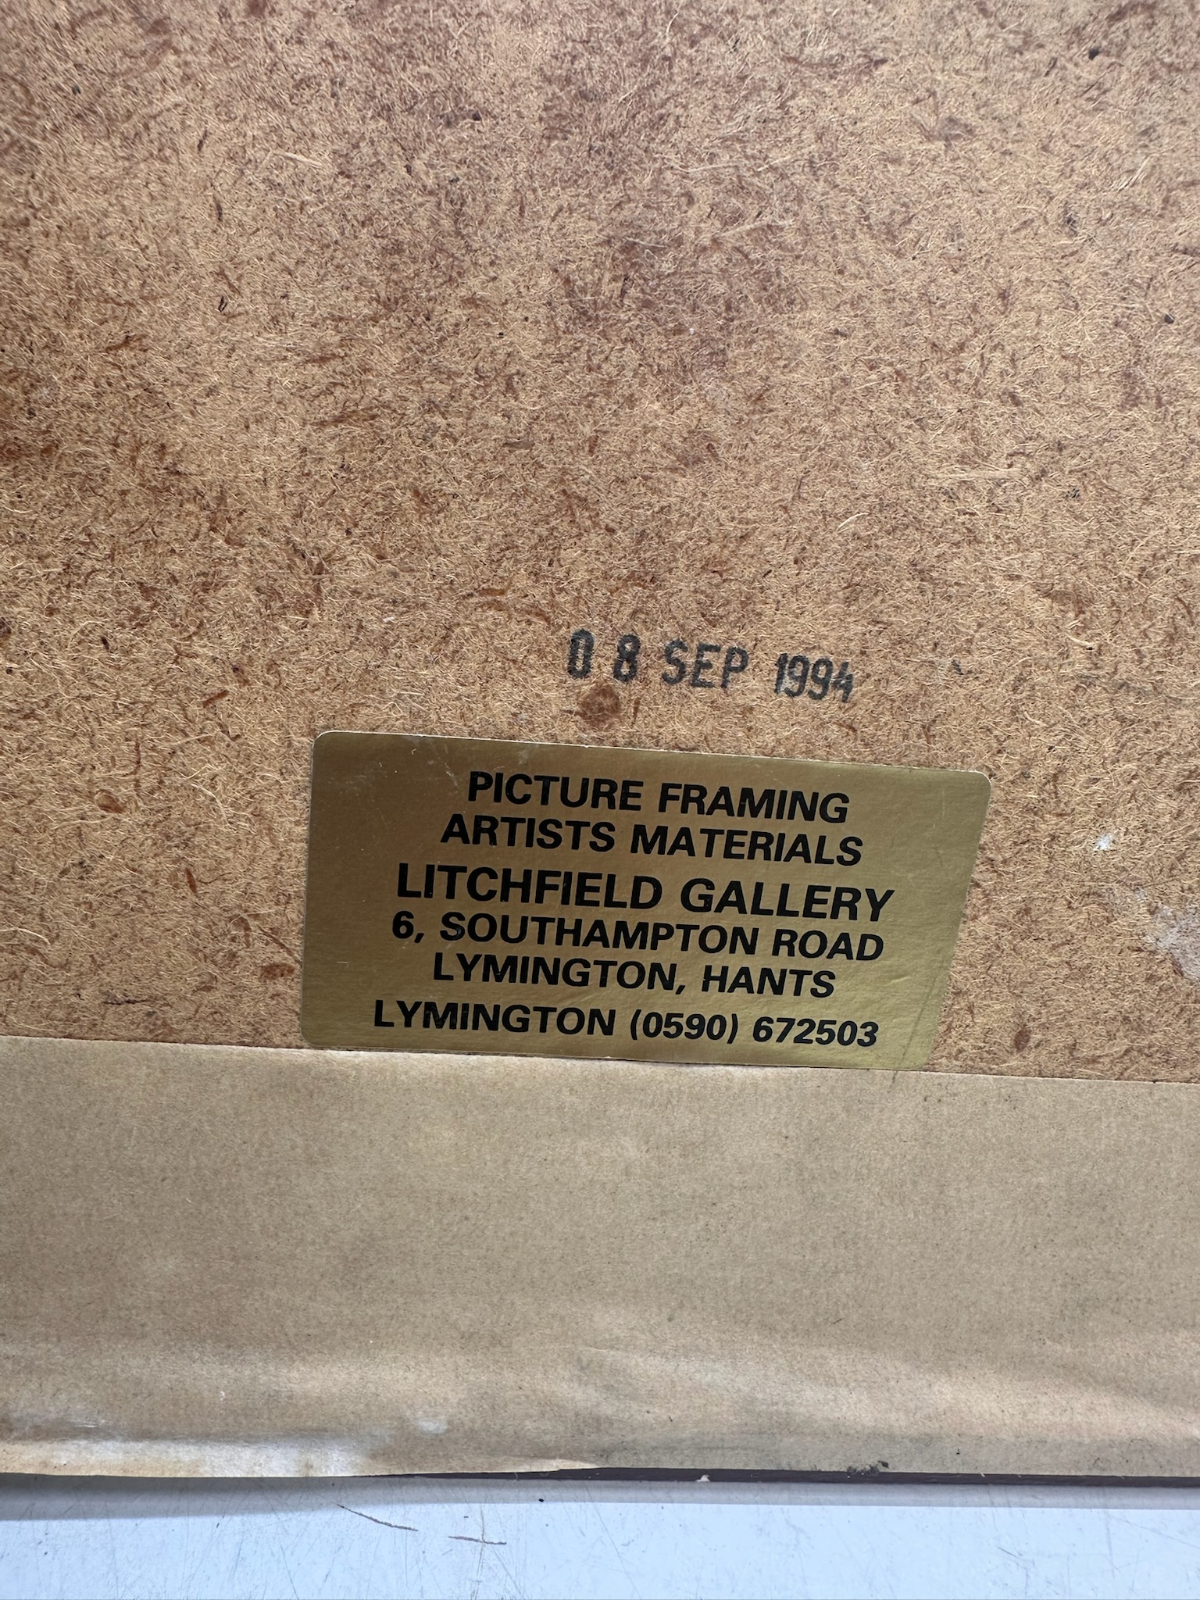 08 SEP 1994
PICTURE FRAMING
ARTISTS MATERIALS
LITCHFIELD GALLERY
6, SOUTHAMPTON ROAD
LYMINGTON, HANTS
LYMINGTON (0590) 672503